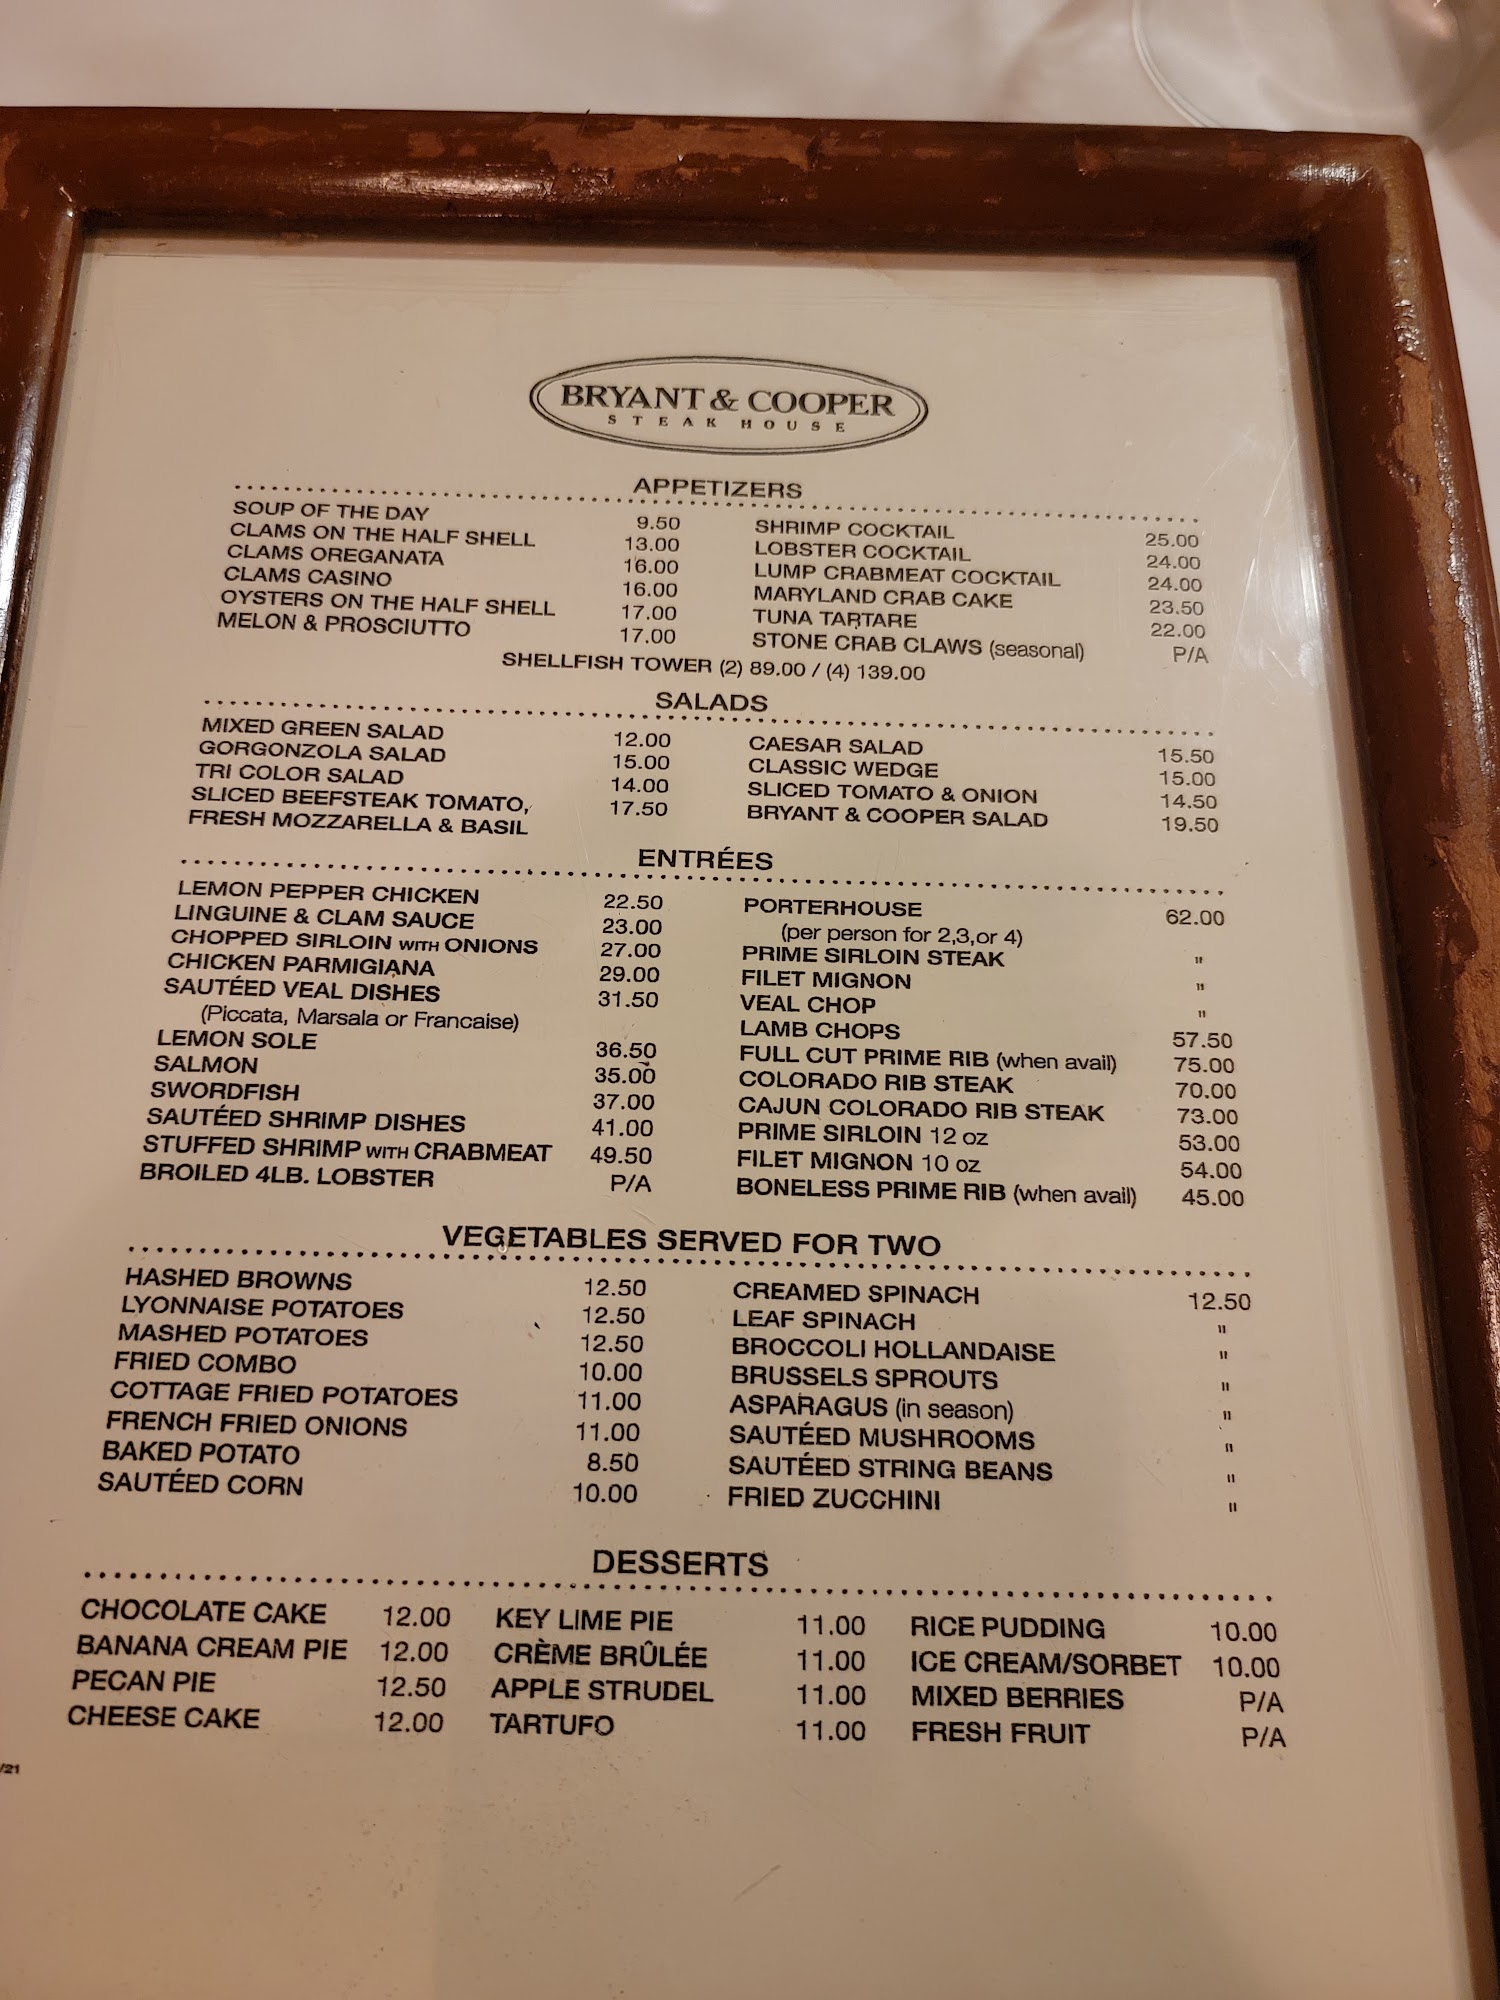 BRYANT & COOPER
STEAK HOUSE
APPETIZERS
SOUP OF THE DAY 9.50
CLAMS ON THE HALF SHELL 13.00
CLAMS OREGANATA 16.00
CLAMS CASINO 16.00
OYSTERS ON THE HALF SHELL 17.00
MELON & PROSCIUTTO 17.00
SHRIMP COCKTAIL 25.00
LOBSTER COCKTAIL 24.00
LUMP CRABMEAT COCKTAIL 24.00
MARYLAND CRAB CAKE 23.50
TUNA TARTARE 22.00
STONE CRAB CLAWS (seasonal) P/A
SHELLFISH TOWER (2) 89.00 / (4) 139.00
SALADS
MIXED GREEN SALAD 12.00
GORGONZOLA SALAD 15.00
TRI COLOR SALAD 14.00
SLICED BEEFSTEAK TOMATO, 17.50
FRESH MOZZARELLA & BASIL
CAESAR SALAD 15.50
CLASSIC WEDGE 15.00
SLICED TOMATO & ONION 14.50
BRYANT & COOPER SALAD 19.50
ENTRÉES
LEMON PEPPER CHICKEN 22.50
LINGUINE & CLAM SAUCE 23.00
CHOPPED SIRLOIN WITH ONIONS 27.00
CHICKEN PARMIGIANA 29.00
SAUTÉED VEAL DISHES 31.50
(Piccata, Marsala or Francaise)
LEMON SOLE 36.50
SALMON 35.00
SWORDFISH 37.00
SAUTÉED SHRIMP DISHES 41.00
STUFFED SHRIMP WITH CRABMEAT 49.50
BROILED 4LB. LOBSTER P/A
PORTERHOUSE 62.00
(per person for 2,3,or 4)
PRIME SIRLOIN STEAK "
FILET MIGNON "
VEAL CHOP "
LAMB CHOPS 57.50
FULL CUT PRIME RIB (when avail) 75.00
COLORADO RIB STEAK 70.00
CAJUN COLORADO RIB STEAK 73.00
PRIME SIRLOIN 12 oz 53.00
FILET MIGNON 10 oz 54.00
BONELESS PRIME RIB (when avail) 45.00
VEGETABLES SERVED FOR TWO
HASHED BROWNS 12.50
LYONNAISE POTATOES 12.50
MASHED POTATOES 12.50
FRIED COMBO 10.00
COTTAGE FRIED POTATOES 11.00
FRENCH FRIED ONIONS 11.00
BAKED POTATO 8.50
SAUTÉED CORN 10.00
CREAMED SPINACH 12.50
LEAF SPINACH "
BROCCOLI HOLLANDAISE "
BRUSSELS SPROUTS "
ASPARAGUS (in season) "
SAUTÉED MUSHROOMS "
SAUTÉED STRING BEANS "
FRIED ZUCCHINI "
DESSERTS
CHOCOLATE CAKE 12.00
BANANA CREAM PIE 12.00
PECAN PIE 12.50
CHEESE CAKE 12.00
KEY LIME PIE 11.00
CRÈME BRÛLÉE 11.00
APPLE STRUDEL 11.00
TARTUFO 11.00
RICE PUDDING 10.00
ICE CREAM/SORBET 10.00
MIXED BERRIES P/A
FRESH FRUIT P/A
/21